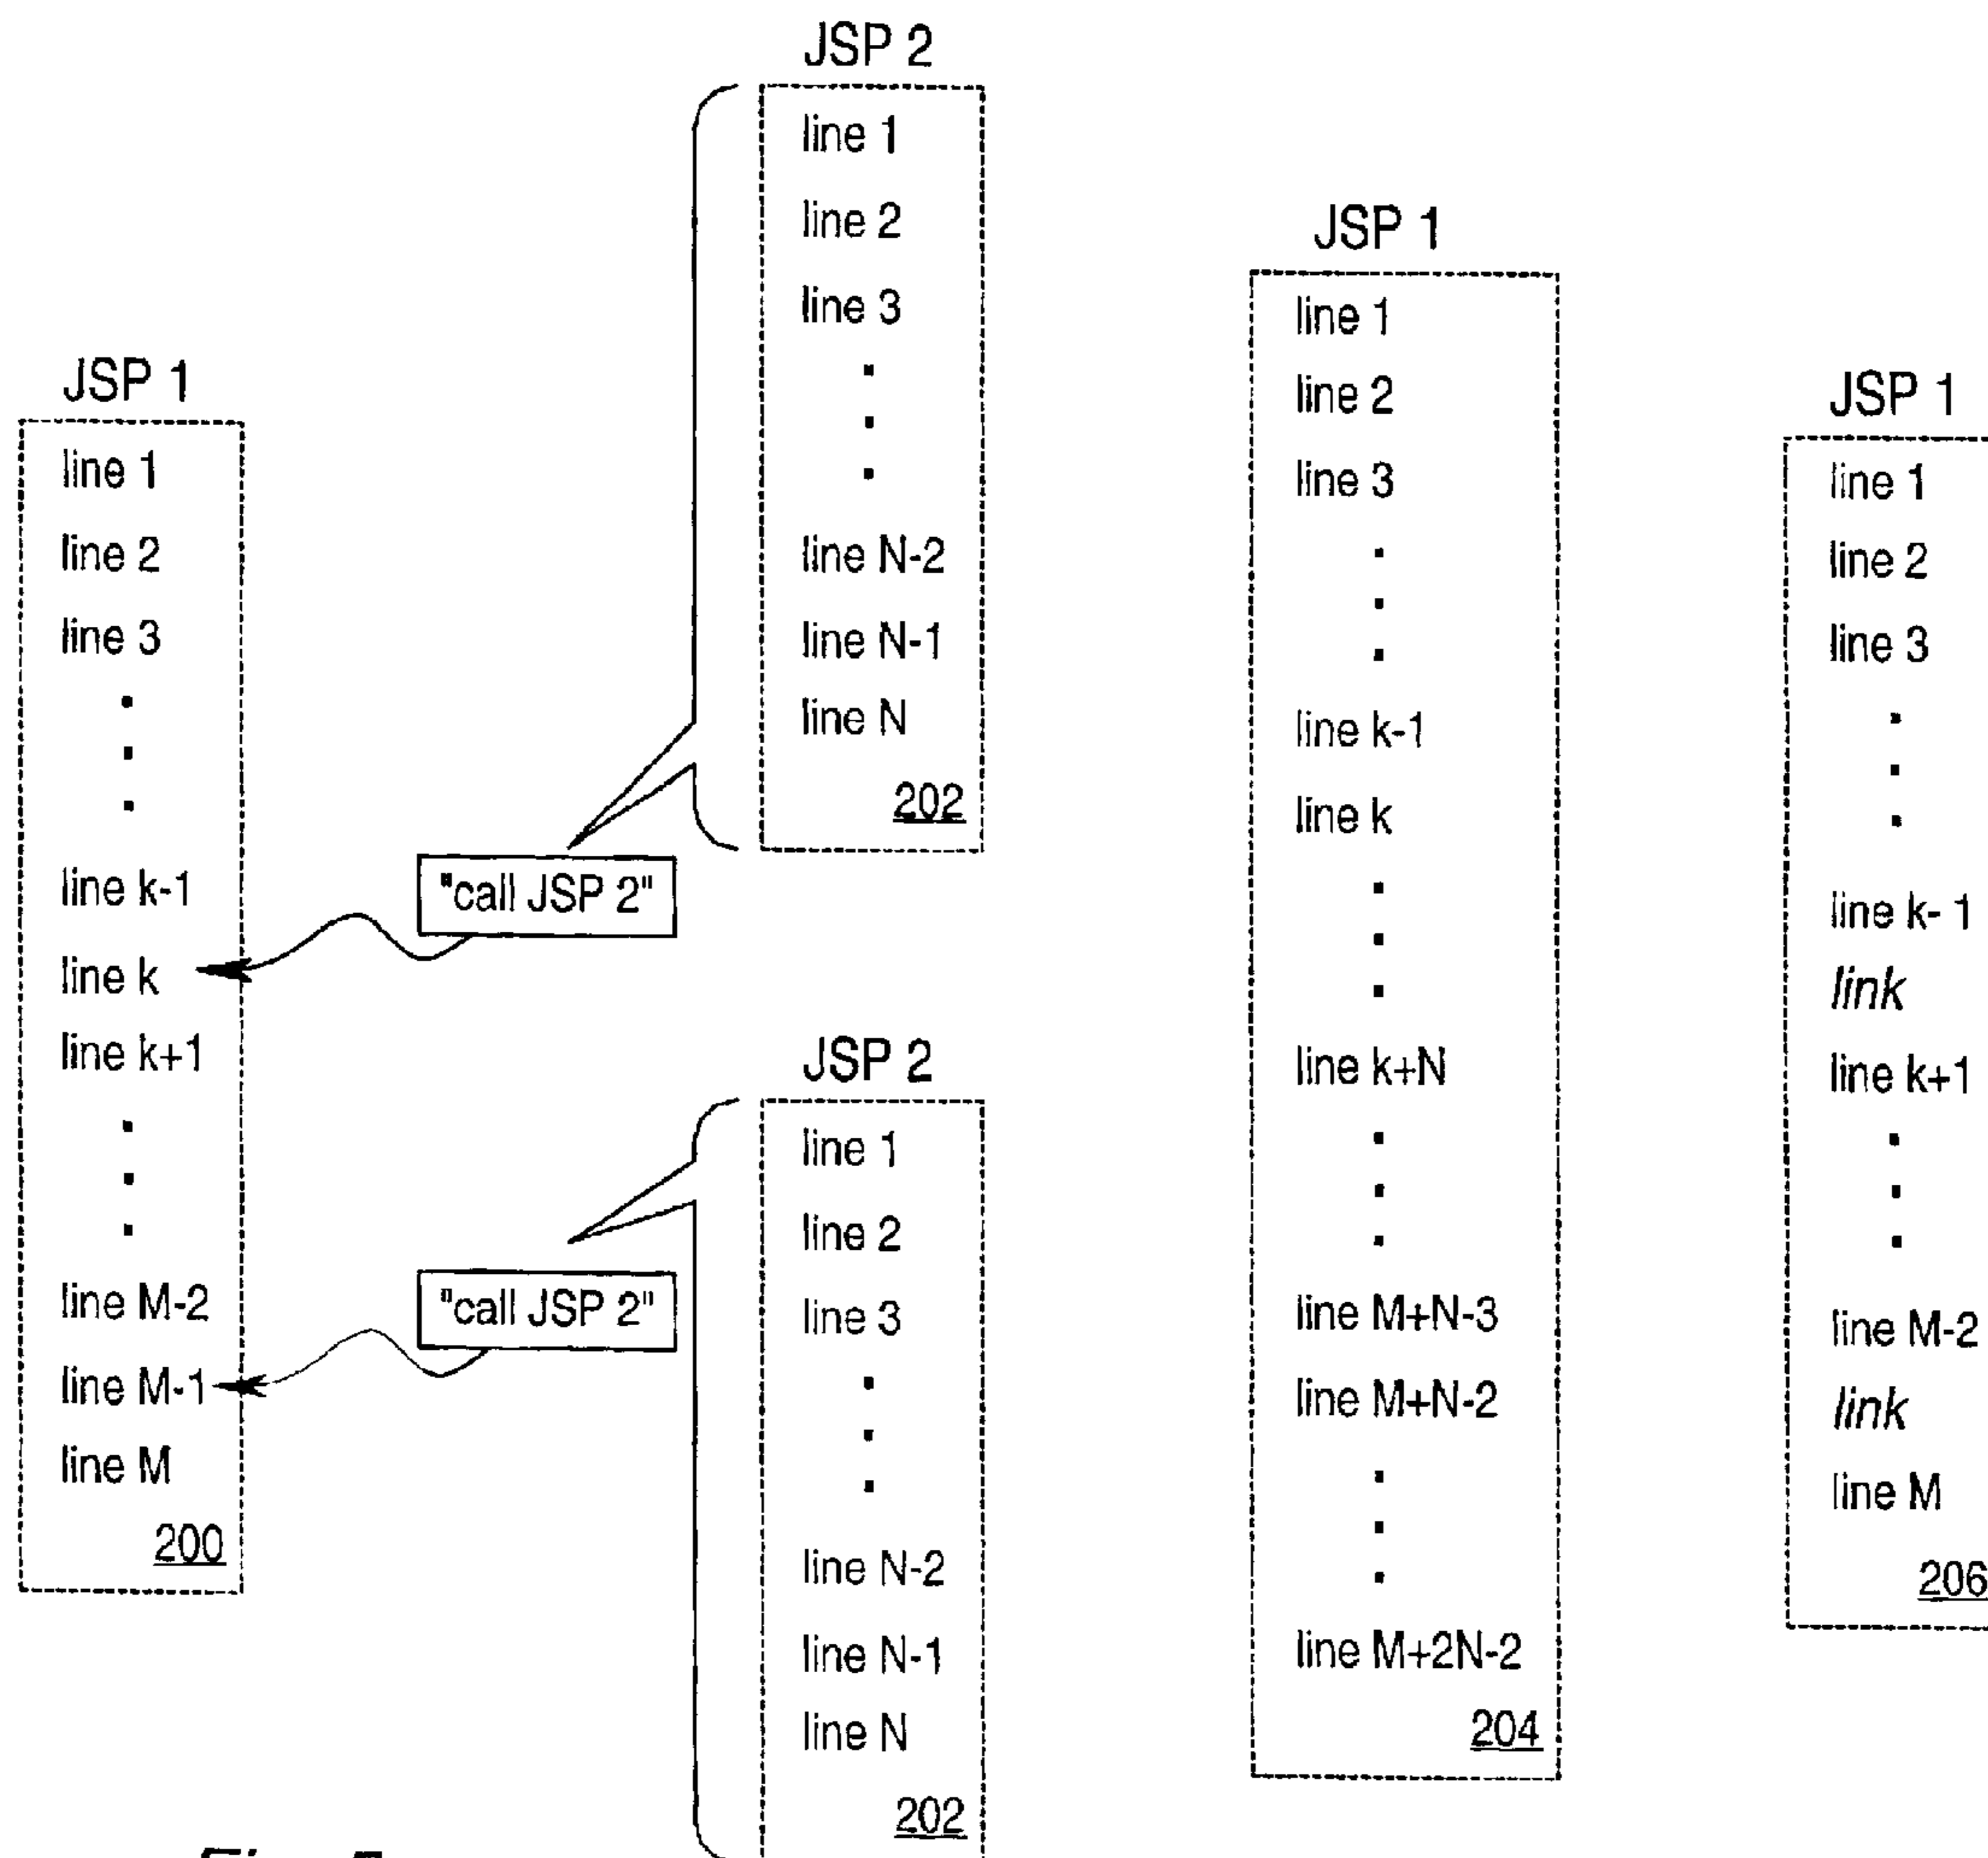 JSP 1
line 1
line 2
line 3
line k-1
line k
line k+1
line M-2
line M-1
line M
200
"call JSP 2"
"call JSP 2"
JSP 2
line 1
line 2
line 3
line N-2
line N-1
line N
202
JSP 2
line 1
line 2
line 3
line N-2
line N-1
line N
202
JSP 1
line 1
line 2
line 3
line k-1
line k
line k+N
line M+N-3
line M+N-2
line M+2N-2
204
JSP 1
line 1
line 2
line 3
line k- 1
link
line k+1
line M-2
link
line M
206